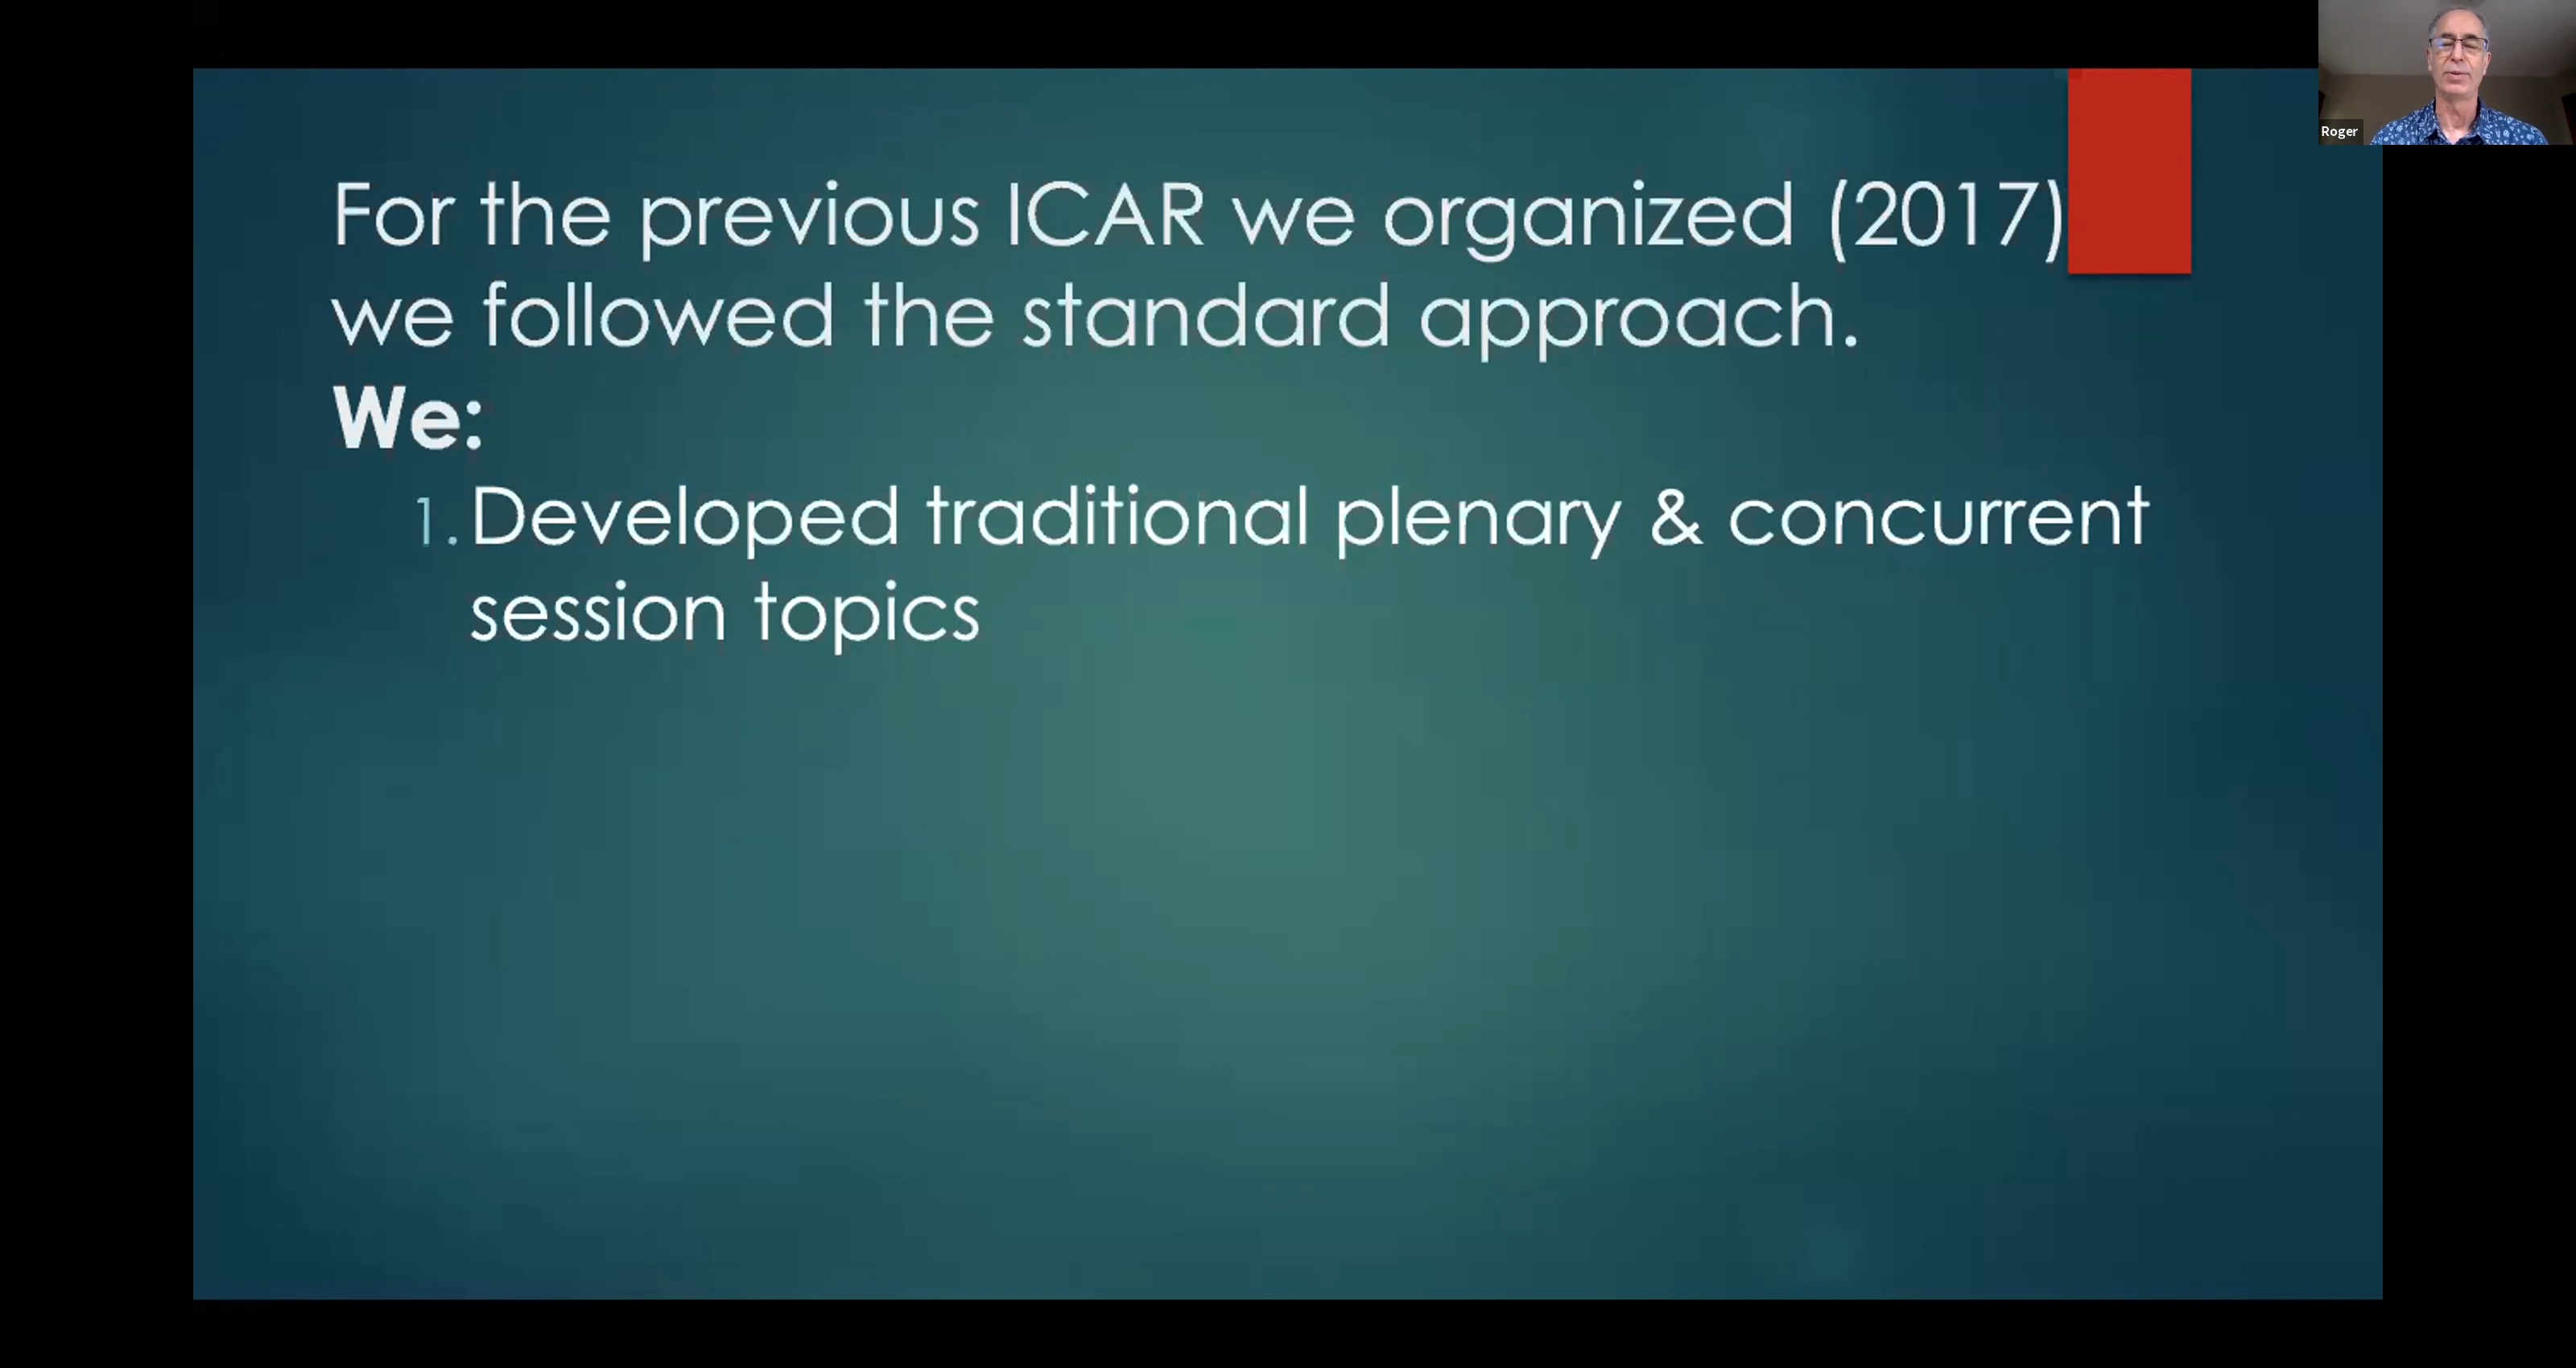 For the previous ICAR we organized (2017)
we followed the standard approach.
We:
1. Developed traditional plenary & concurrent
session topics
Roger